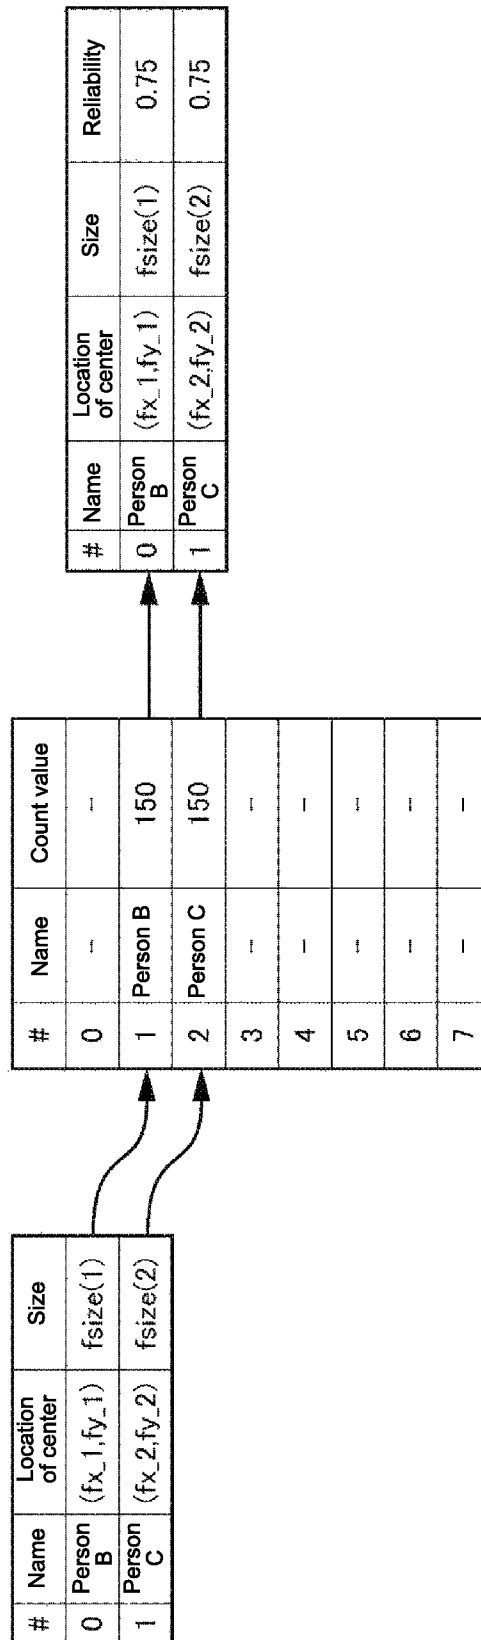 # Name Location of center Size
0 Person B (fx_1,fy_1) fsize(1)
1 Person C (fx_2,fy_2) fsize(2)
# Name Count value
0 -- --
1 Person B 150
2 Person C 150
3 -- --
4 - -
5 -- --
6 - -
7 - -
# Name Location of center Size Reliability
0 Person B (fx_1,fy_1) fsize(1) 0.75
1 Person C (fx_2,fy_2) fsize(2) 0.75